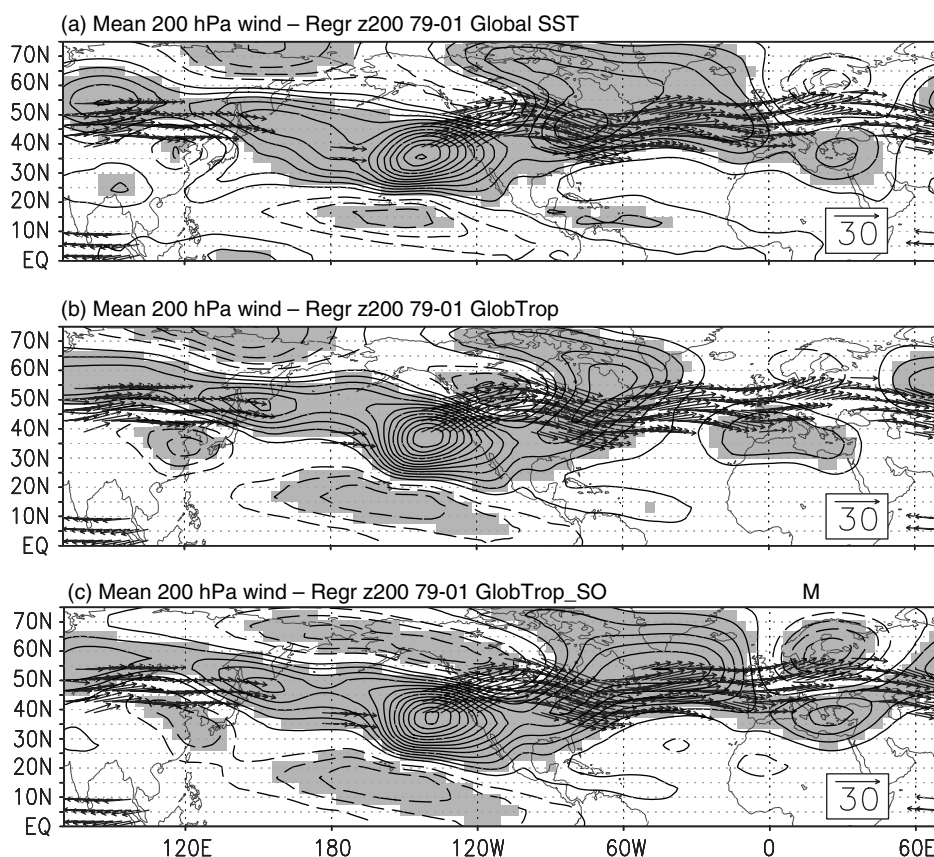 (a) Mean 200 hPa wind – Regr z200 79-01 Global SST
70N
60N
50N
40N
30N
20N
10N
EQ
30
(b) Mean 200 hPa wind – Regr z200 79-01 GlobTrop
70N
60N
50N
40N
30N
20N
10N
EQ
30
(c) Mean 200 hPa wind – Regr z200 79-01 GlobTrop_SO M
70N
60N
50N
40N
30N
20N
10N
EQ
30
120E 180 120W 60W 0 60E